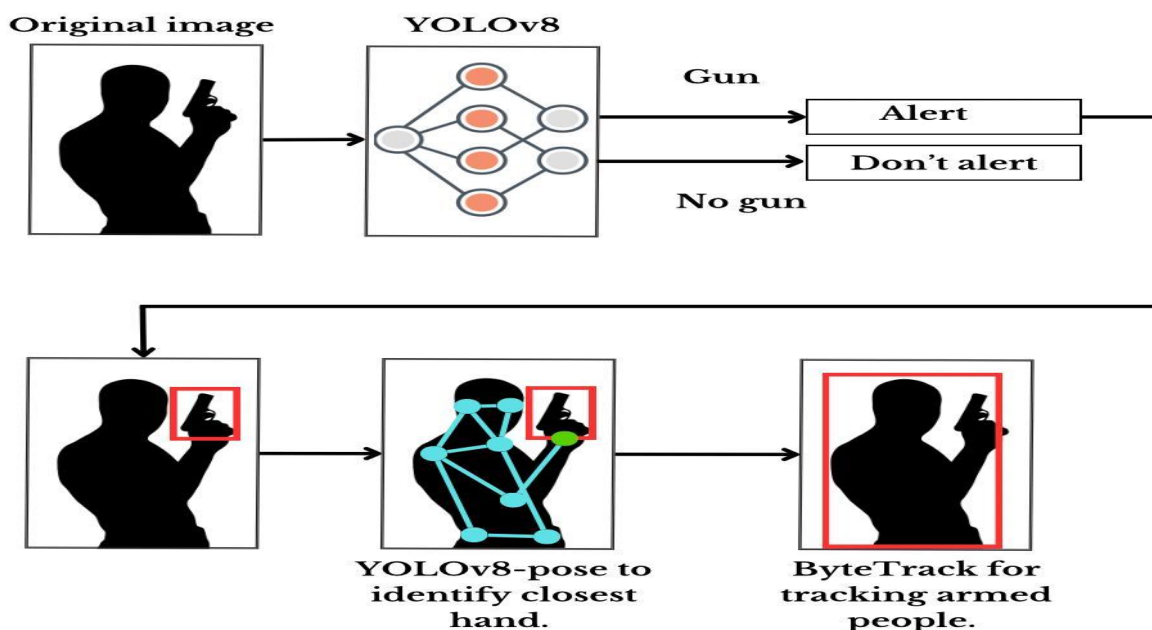 Original image
YOLOv8
Gun
Alert
Don't alert
No gun
YOLOv8-pose to
identify closest
hand.
ByteTrack for
tracking armed
people.